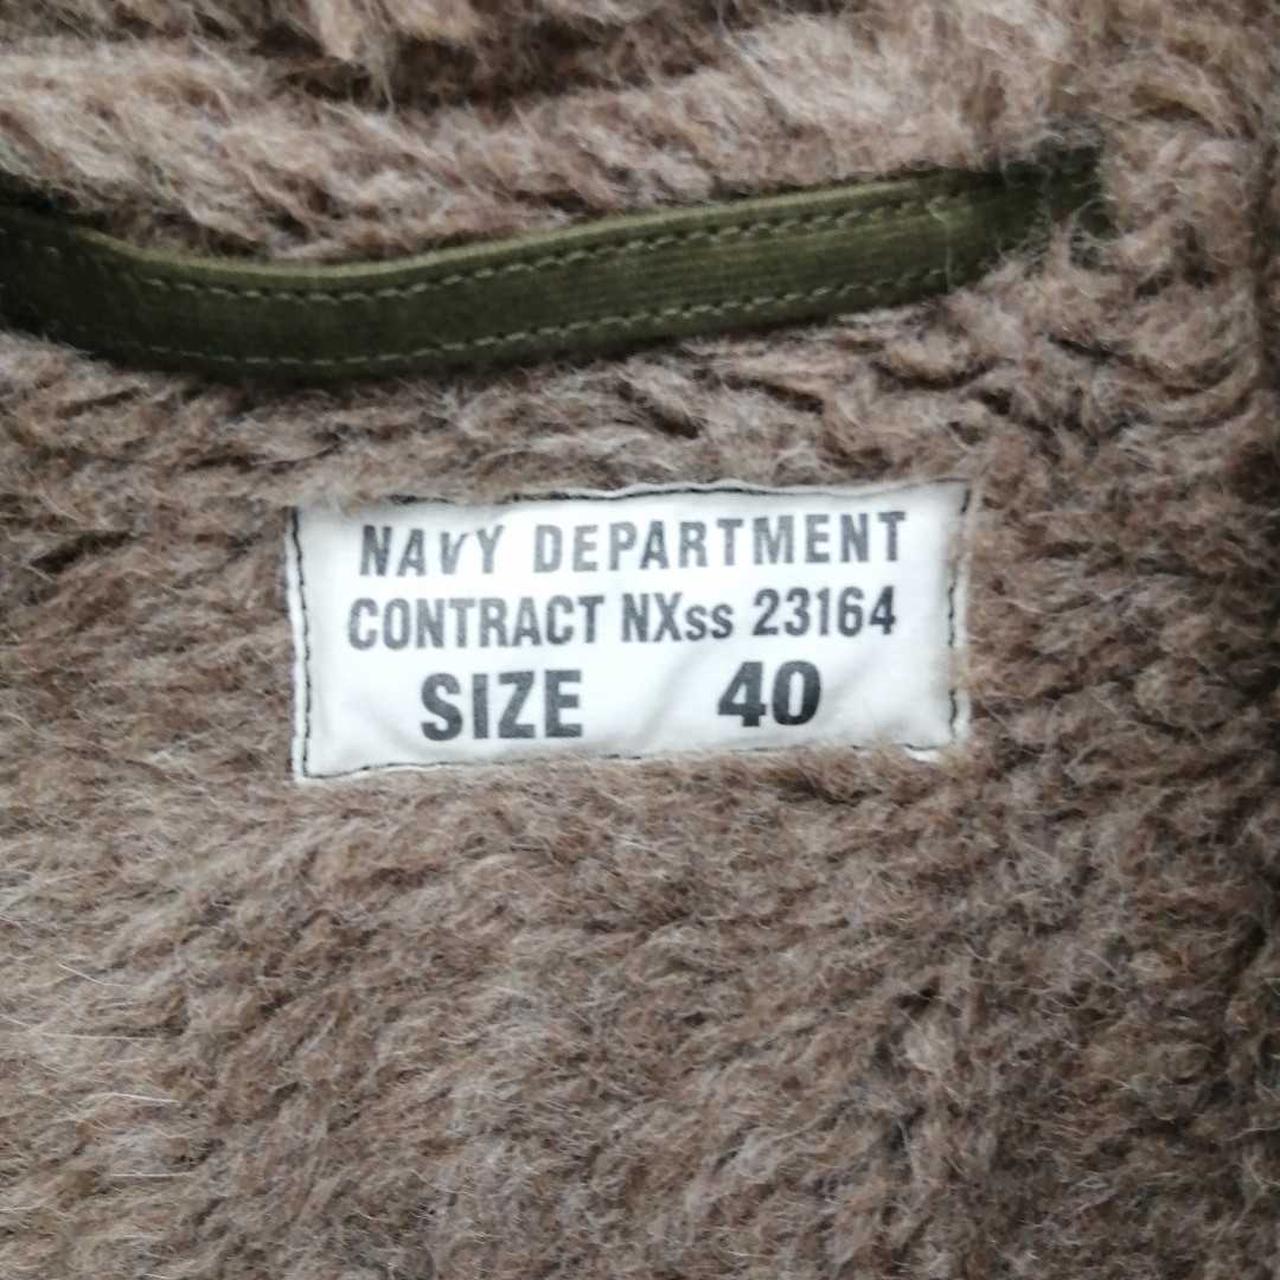 NAVY DEPARTMENT
CONTRACT NXss 23164
SIZE 40